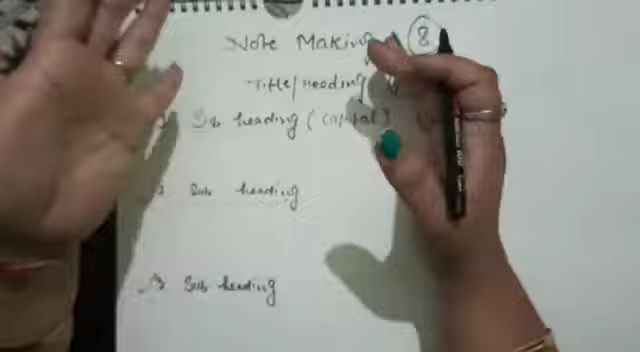 Note Making 8
Title/Heading
Sub heading (capital)
Sub heading
Sub heading